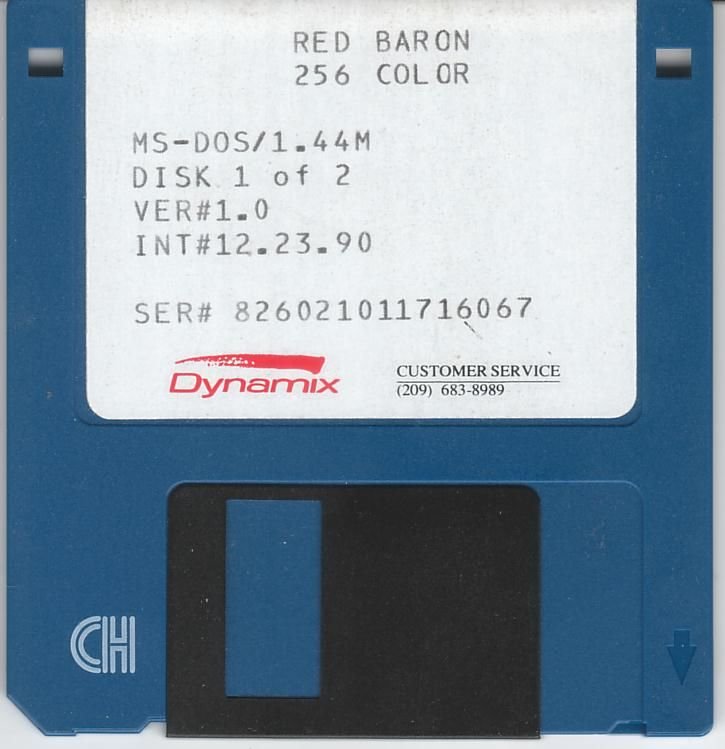 RED BARON
256 COLOR
MS-DOS/1.44M
DISK 1 of 2
VER#1.0
INT#12.23.90
SER# 826021011716067
Dynamix
CUSTOMER SERVICE
(209) 683-8989
CH